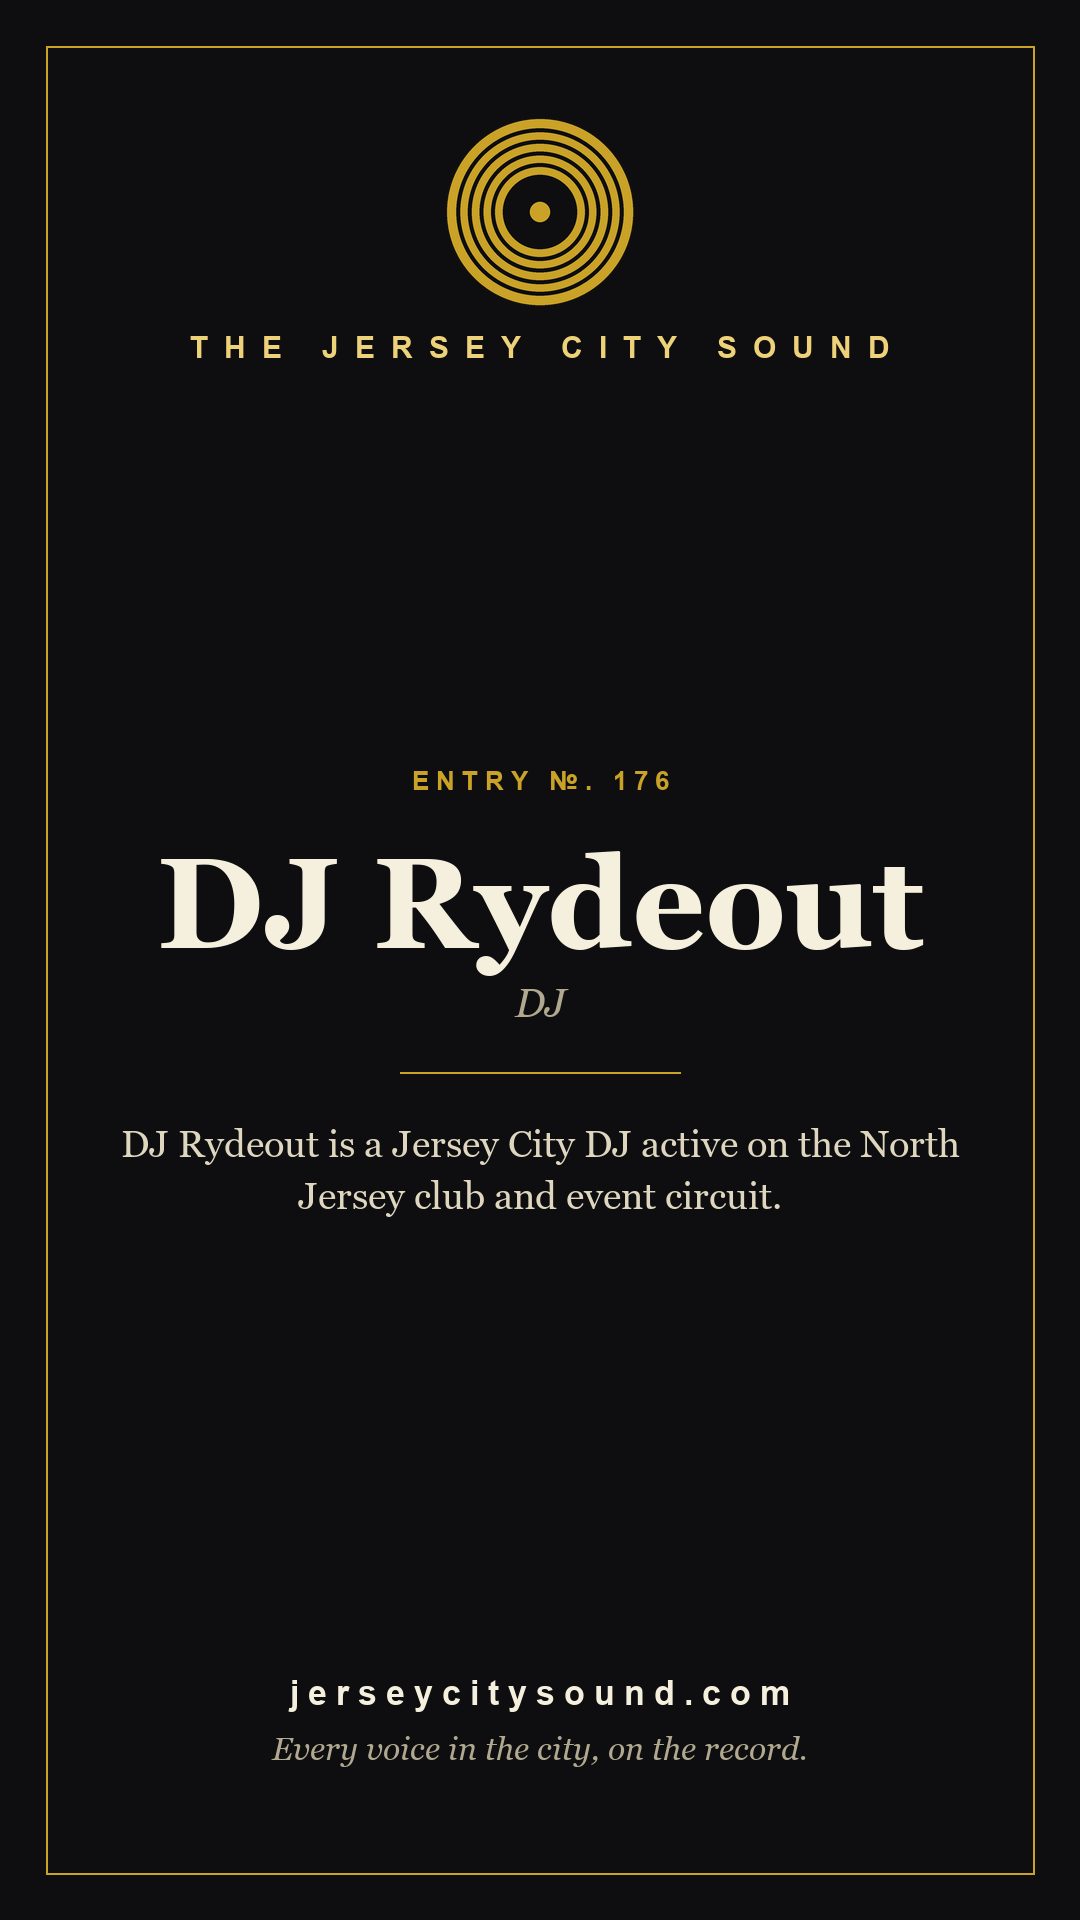 THE JERSEY CITY SOUND
ENTRY №. 176
DJ Rydeout
DJ
DJ Rydeout is a Jersey City DJ active on the North
Jersey club and event circuit.
jerseycitysound.com
Every voice in the city, on the record.